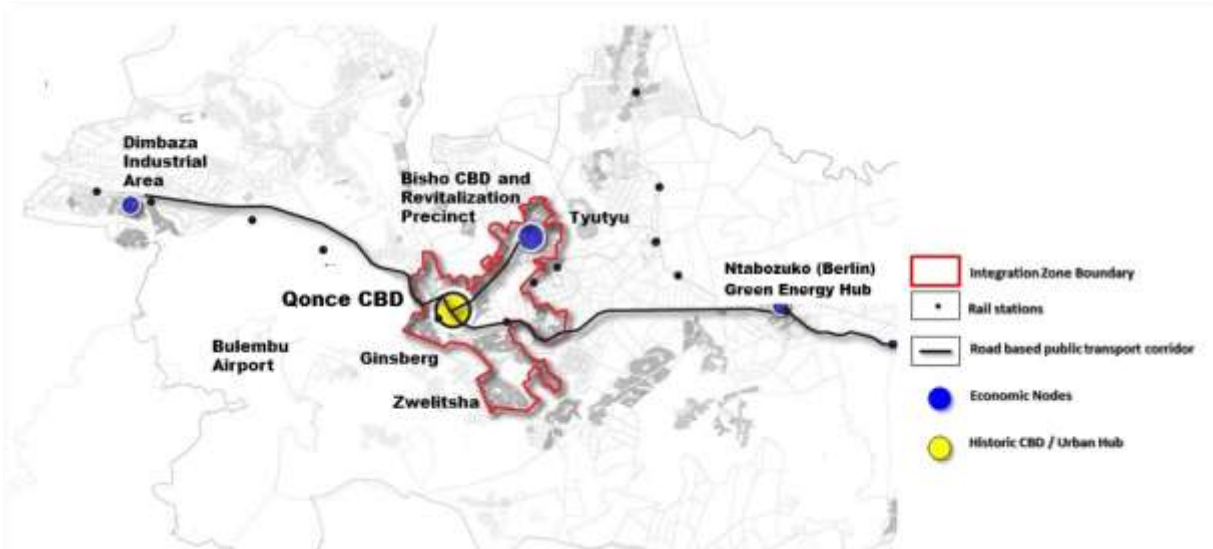 Dimbaza
Industrial
Area
Bisho CBD and
Revitalization
Precinct
Tyutyu
Qonce CBD
Ntabozuko (Berlin)
Green Energy Hub
Bulembu
Airport
Ginsberg
Zwelitsha
Integration Zone Boundary
Rail stations
Road based public transport corridor
Economic Nodes
Historic CBD / Urban Hub